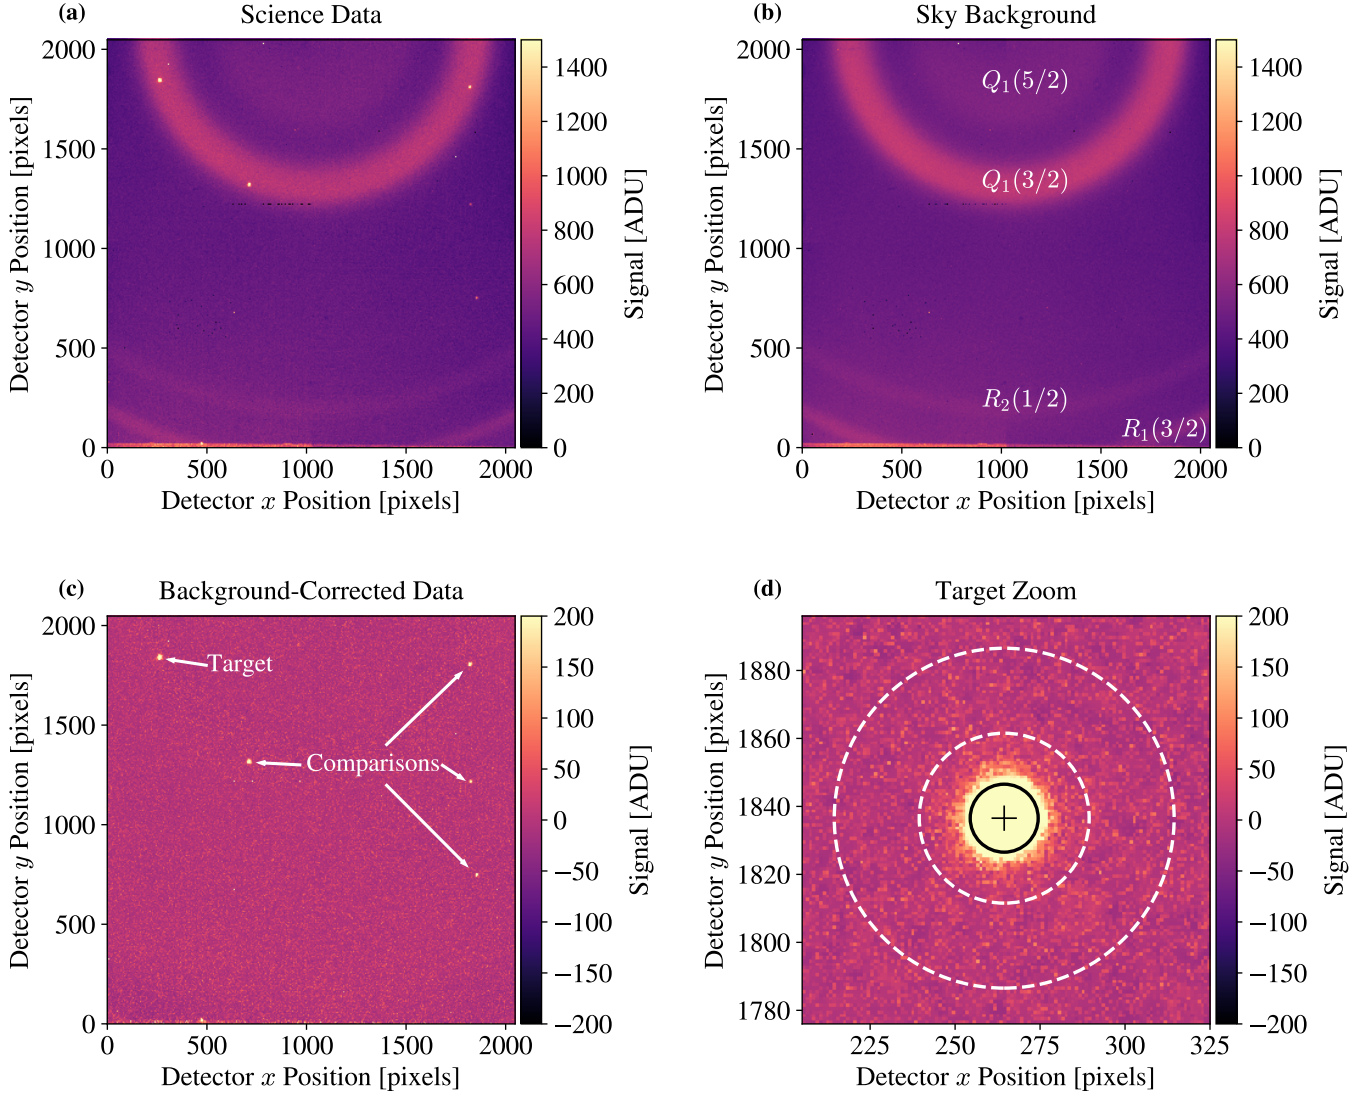 (a) Science Data
2000
1500
1000
500
0
0 500 1000 1500 2000
Detector y Position [pixels]
Detector x Position [pixels]
1400
1200
1000
800
600
400
200
0
Signal [ADU]
(b) Sky Background
2000
1500
1000
500
0
0 500 1000 1500 2000
Detector y Position [pixels]
Detector x Position [pixels]
Q₁(5/2)
Q₁(3/2)
R₂(1/2)
R₁(3/2)
1400
1200
1000
800
600
400
200
0
Signal [ADU]
(c) Background-Corrected Data
2000
1500
1000
500
0
0 500 1000 1500 2000
Detector y Position [pixels]
Detector x Position [pixels]
Target
Comparisons
200
150
100
50
0
−50
−100
−150
−200
Signal [ADU]
(d) Target Zoom
1880
1860
1840
1820
1800
1780
225 250 275 300 325
Detector y Position [pixels]
Detector x Position [pixels]
200
150
100
50
0
−50
−100
−150
−200
Signal [ADU]